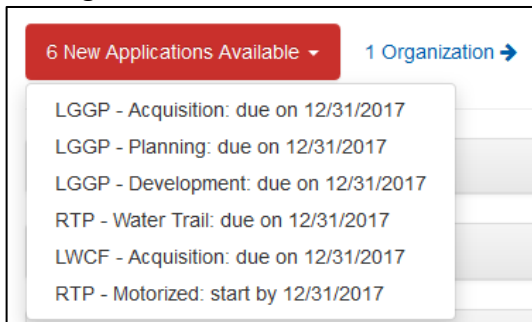 6 New Applications Available
1 Organization
LGGP - Acquisition: due on 12/31/2017
LGGP - Planning: due on 12/31/2017
LGGP - Development: due on 12/31/2017
RTP - Water Trail: due on 12/31/2017
LWCF - Acquisition: due on 12/31/2017
RTP - Motorized: start by 12/31/2017